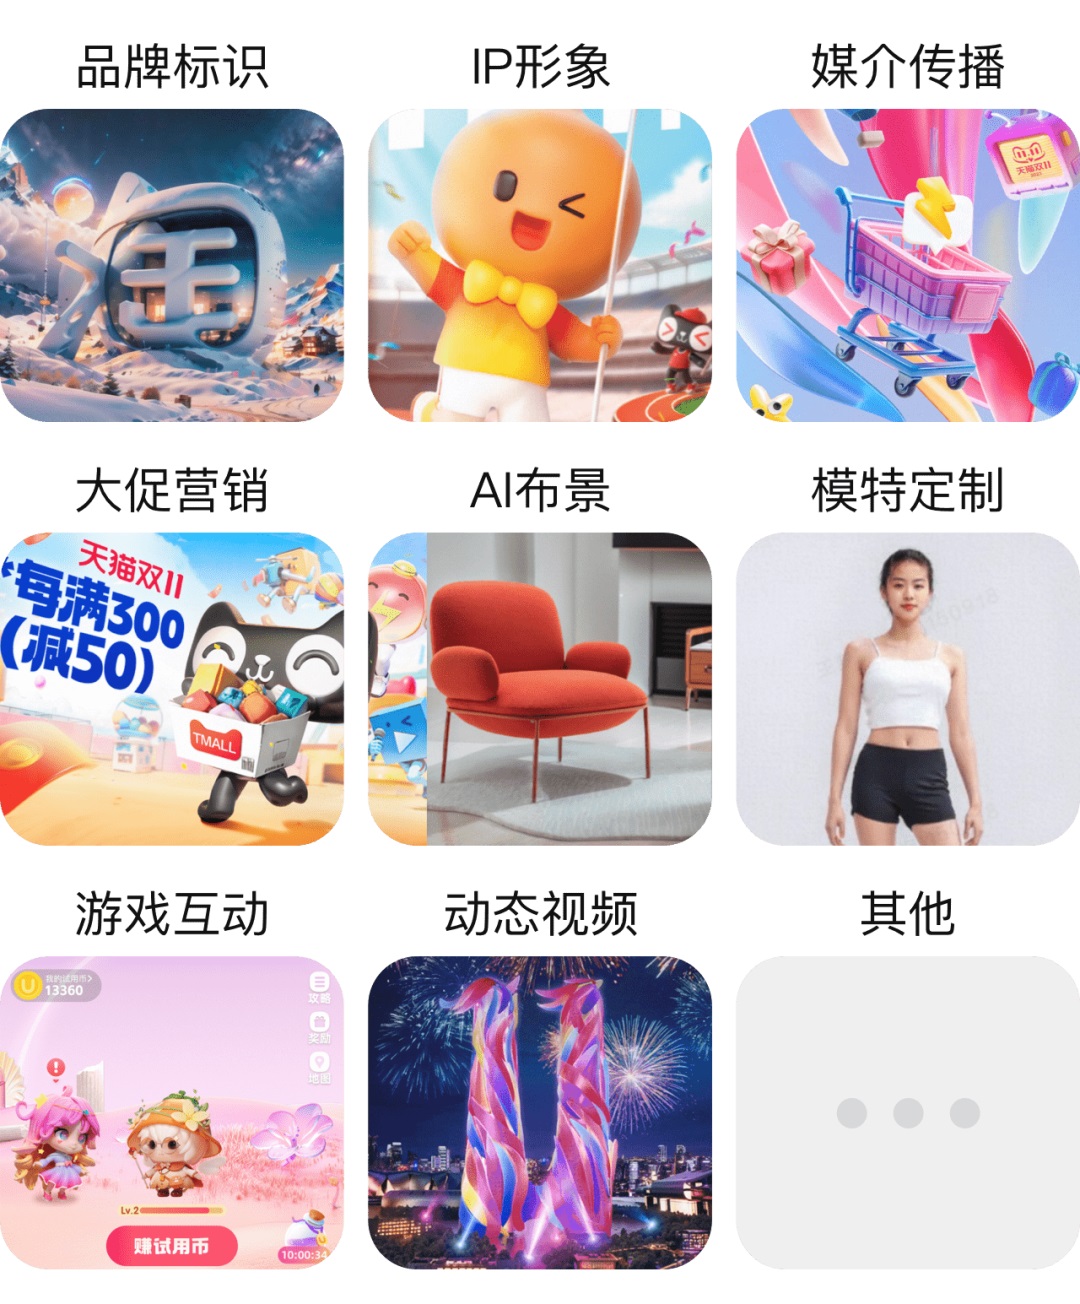 品牌标识
IP形象
媒介传播
淘
天猫双11
2023
大促营销
AI布景
模特定制
天猫双11
每满300
(减50)
TMALL
游戏互动
动态视频
其他
我的试用币>
13360
攻略
奖励
地图
Lv.2
赚试用币
10:00:34